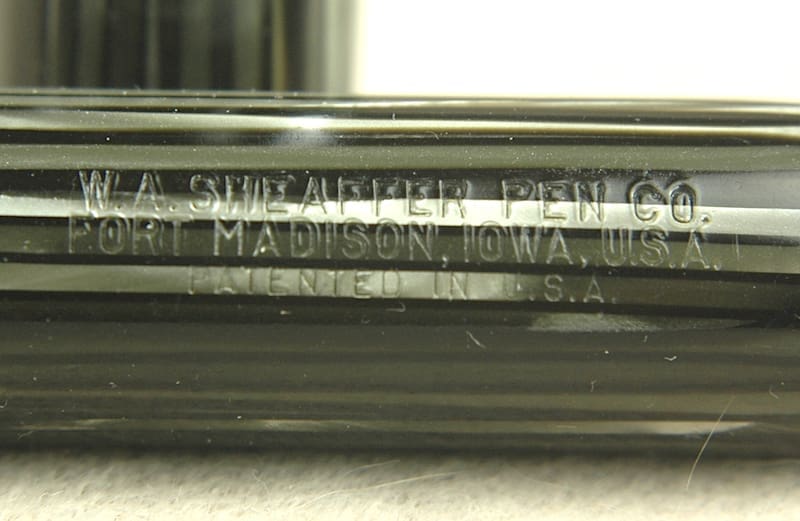 W.A. SHEAFFER PEN CO.
FORT MADISON, IOWA, U.S.A.
PATENTED IN U.S.A.